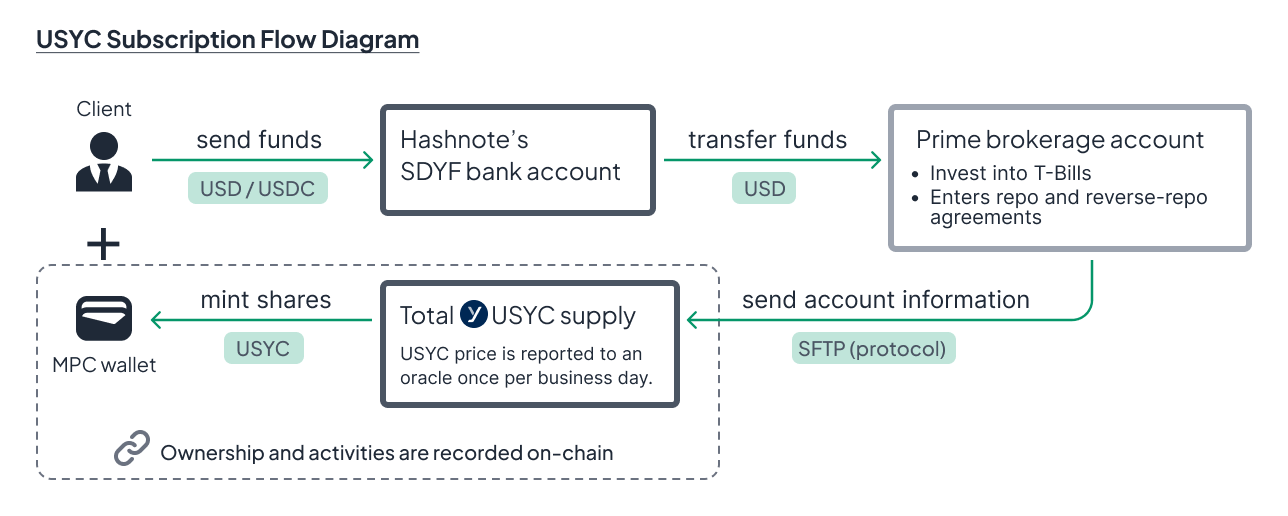 USYC Subscription Flow Diagram
Client
send funds
USD / USDC
Hashnote’s
SDYF bank account
transfer funds
USD
Prime brokerage account
• Invest into T-Bills
• Enters repo and reverse-repo
agreements
MPC wallet
mint shares
USYC
Total USYC supply
USYC price is reported to an
oracle once per business day.
send account information
SFTP (protocol)
Ownership and activities are recorded on-chain